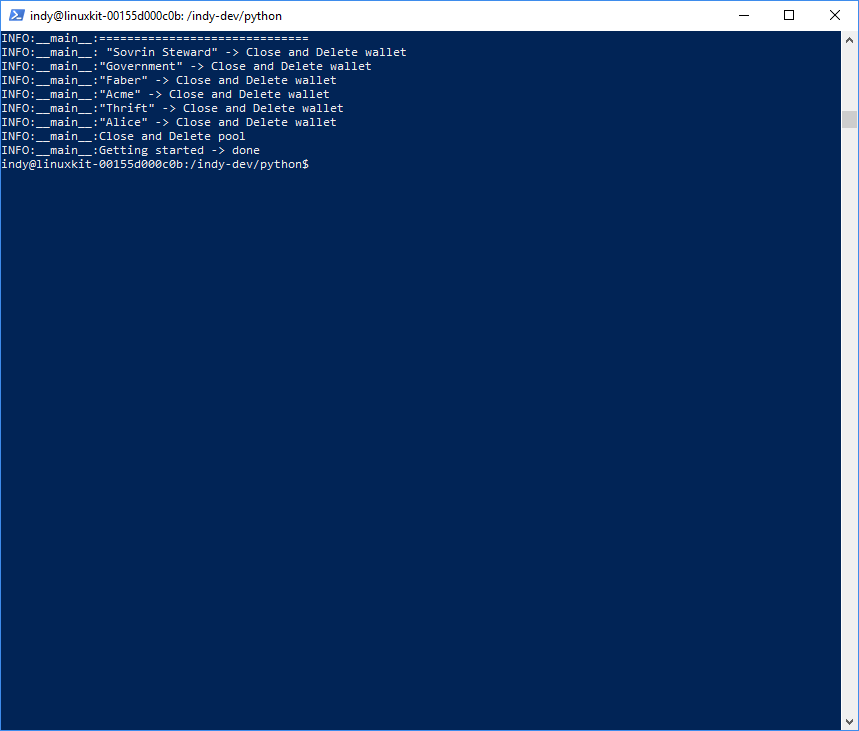 indy@linuxkit-00155d000c0b: /indy-dev/python
INFO:__main__:==============================
INFO:__main__: "Sovrin Steward" -> Close and Delete wallet
INFO:__main__:"Government" -> Close and Delete wallet
INFO:__main__:"Faber" -> Close and Delete wallet
INFO:__main__:"Acme" -> Close and Delete wallet
INFO:__main__:"Thrift" -> Close and Delete wallet
INFO:__main__:"Alice" -> Close and Delete wallet
INFO:__main__:Close and Delete pool
INFO:__main__:Getting started -> done
indy@linuxkit-00155d000c0b:/indy-dev/python$